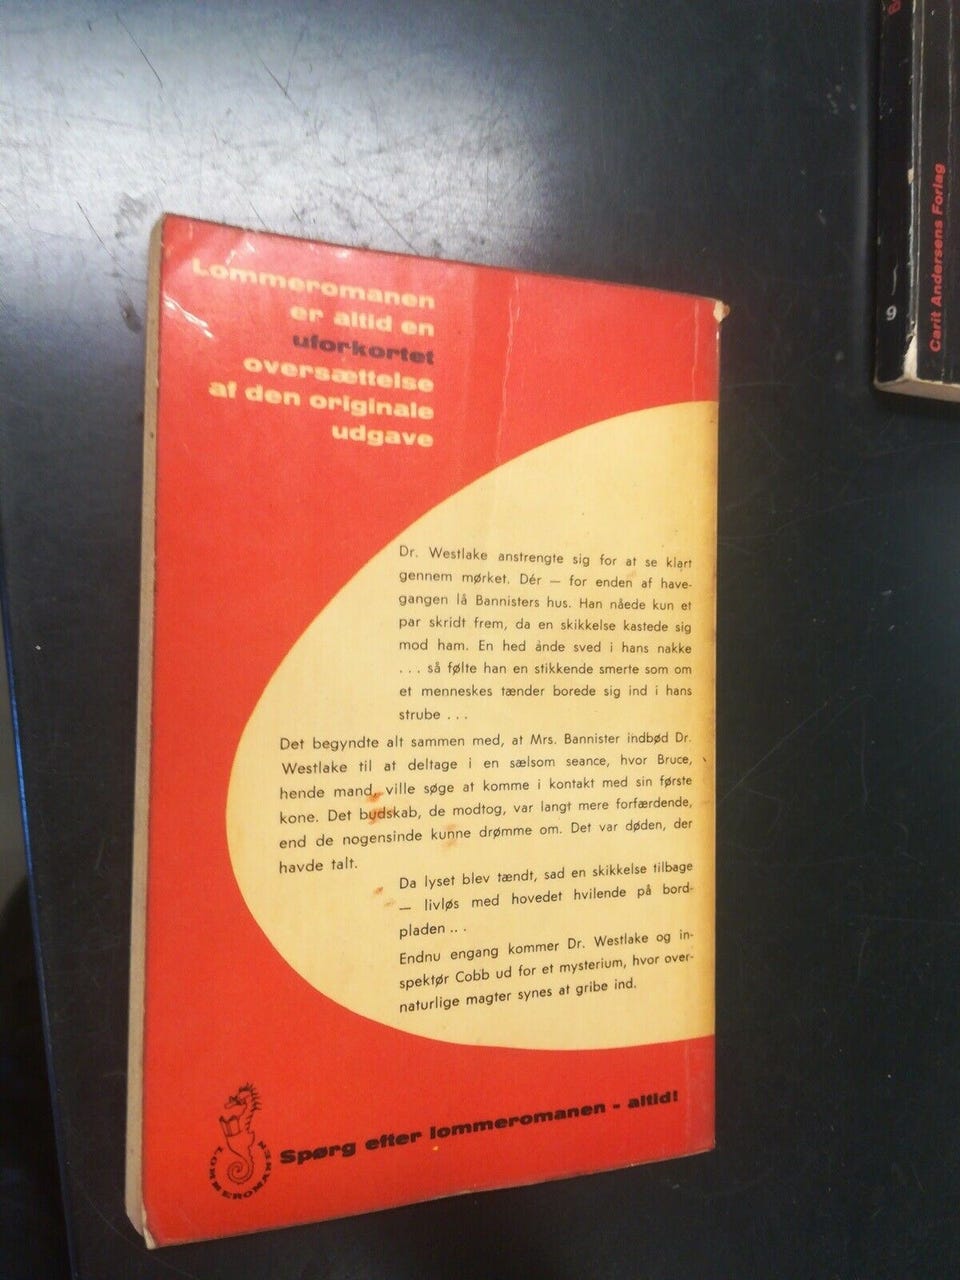 Lommeromanen
er altid en
uforkortet
oversættelse
af den originale
udgave
Dr. Westlake anstrengte sig for at se klart
gennem mørket. Dér — for enden af have-
gangen lå Bannisters hus. Han nåede kun et
par skridt frem, da en skikkelse kastede sig
mod ham. En hed ånde sved i hans nakke
... så følte han en stikkende smerte som om
et menneskes tænder borede sig ind i hans
strube ...
Det begyndte alt sammen med, at Mrs. Bannister indbød Dr.
Westlake til at deltage i en sælsom seance, hvor Bruce,
hende mand, ville søge at komme i kontakt med sin første
kone. Det budskab, de modtog, var langt mere forfærdende,
end de nogensinde kunne drømme om. Det var døden, der
havde talt.
Da lyset blev tændt, sad en skikkelse tilbage
— livløs med hovedet hvilende på bord-
pladen ...
Endnu engang kommer Dr. Westlake og in-
spektør Cobb ud for et mysterium, hvor over-
naturlige magter synes at gribe ind.
LOMMEROMANEN
Spørg efter lommeromanen - altid!
9
Carit Andersens Forlag